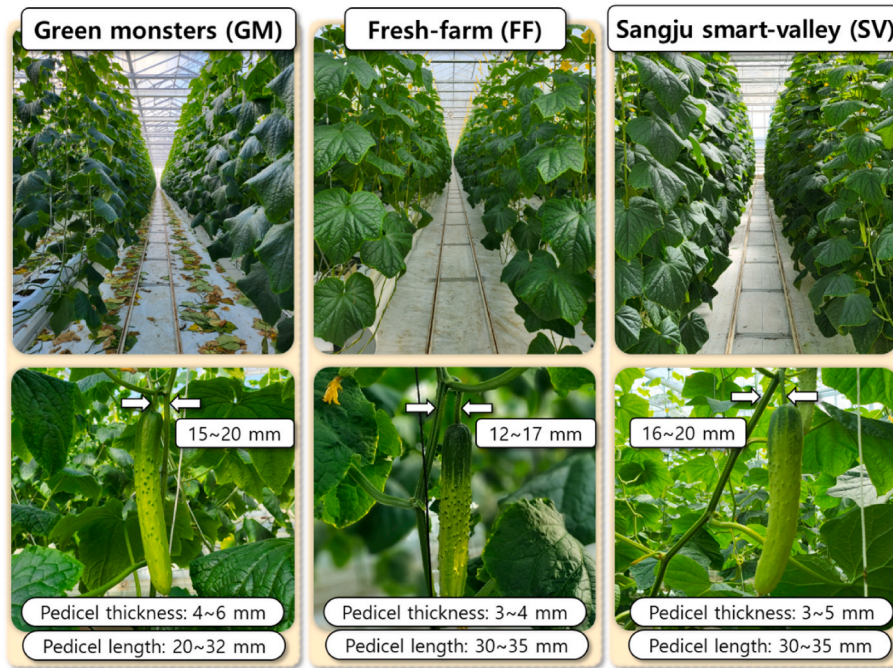 Green monsters (GM)
Fresh-farm (FF)
Sangju smart-valley (SV)
15~20 mm
12~17 mm
16~20 mm
Pedicel thickness: 4~6 mm
Pedicel length: 20~32 mm
Pedicel thickness: 3~4 mm
Pedicel length: 30~35 mm
Pedicel thickness: 3~5 mm
Pedicel length: 30~35 mm